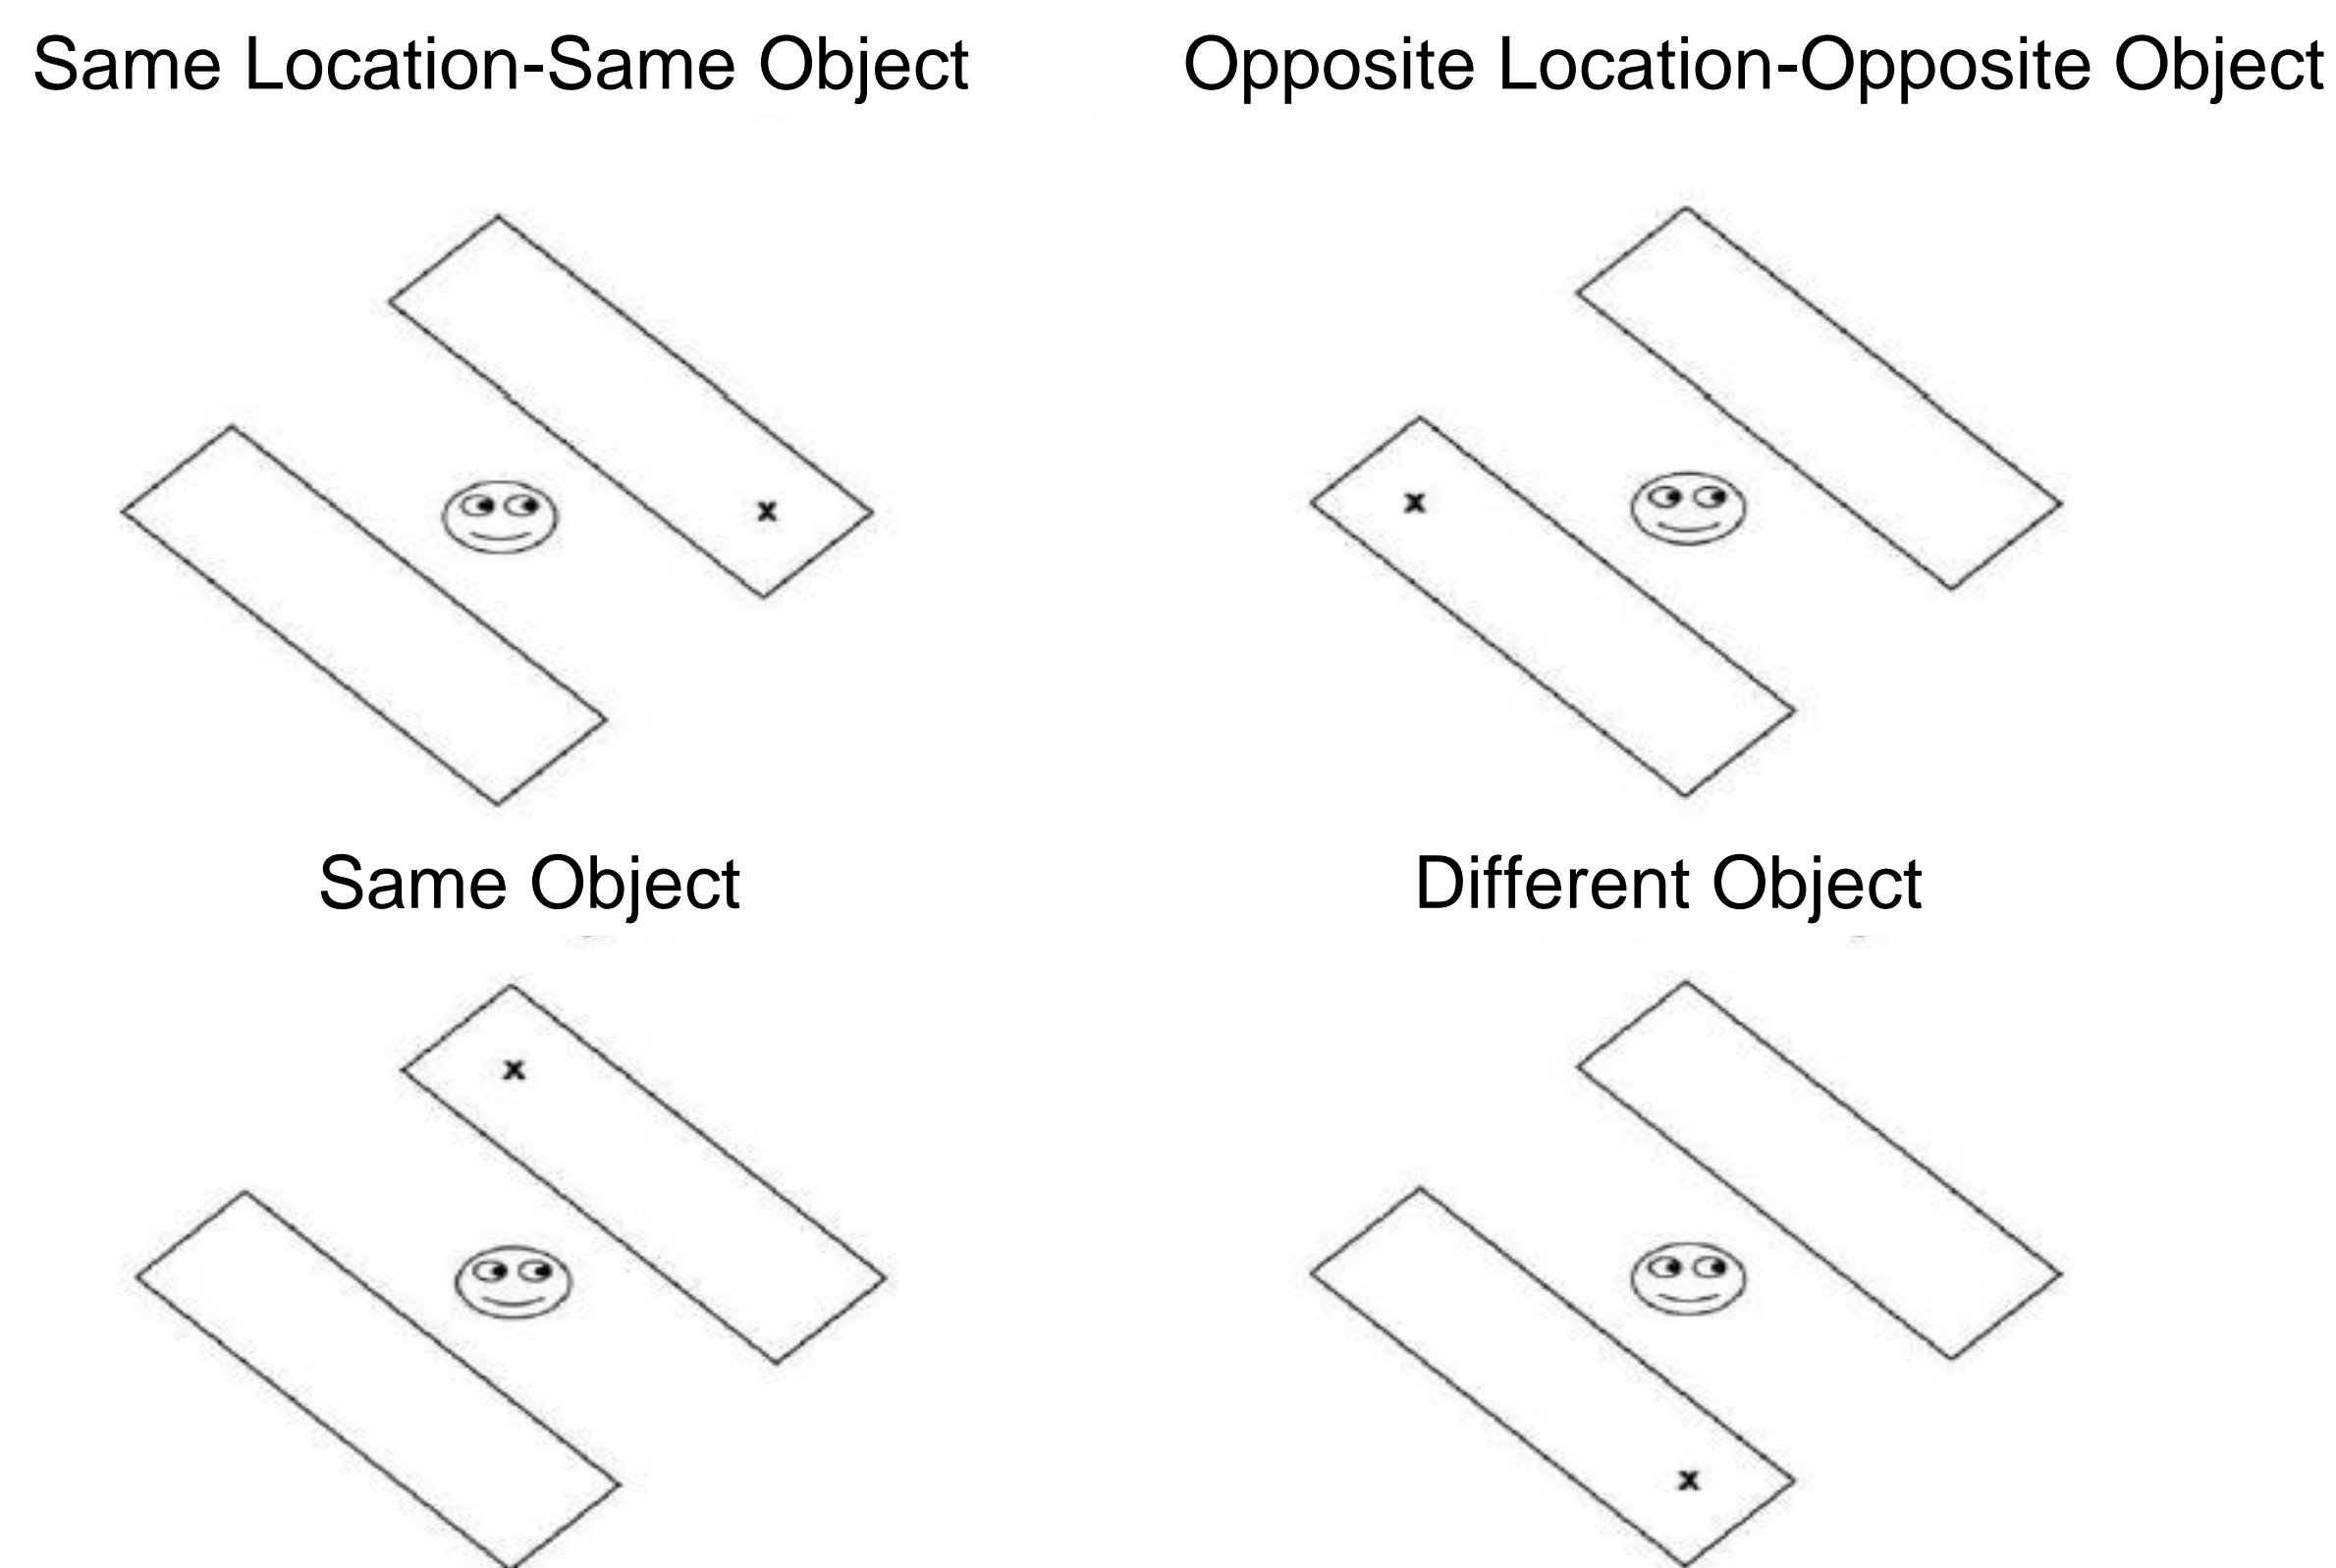 Same Location-Same Object
Opposite Location-Opposite Object
x
x
Same Object
Different Object
x
x